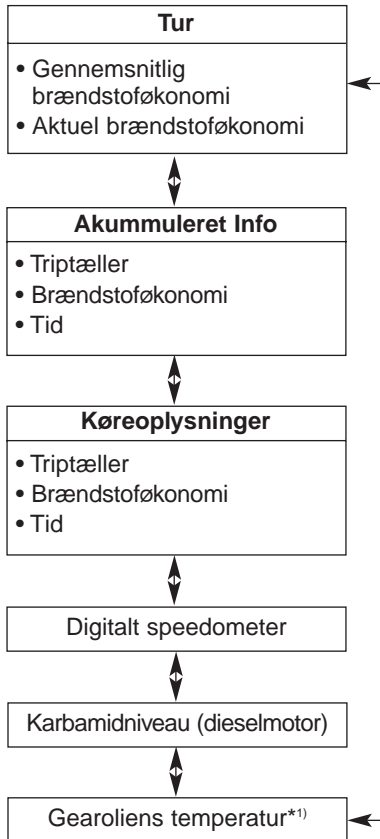 Tur
• Gennemsnitlig
brændstoføkonomi
• Aktuel brændstoføkonomi
Akummuleret Info
• Triptæller
• Brændstoføkonomi
• Tid
Køreoplysninger
• Triptæller
• Brændstoføkonomi
• Tid
Digitalt speedometer
Karbamidniveau (dieselmotor)
Gearoliens temperatur*¹⁾